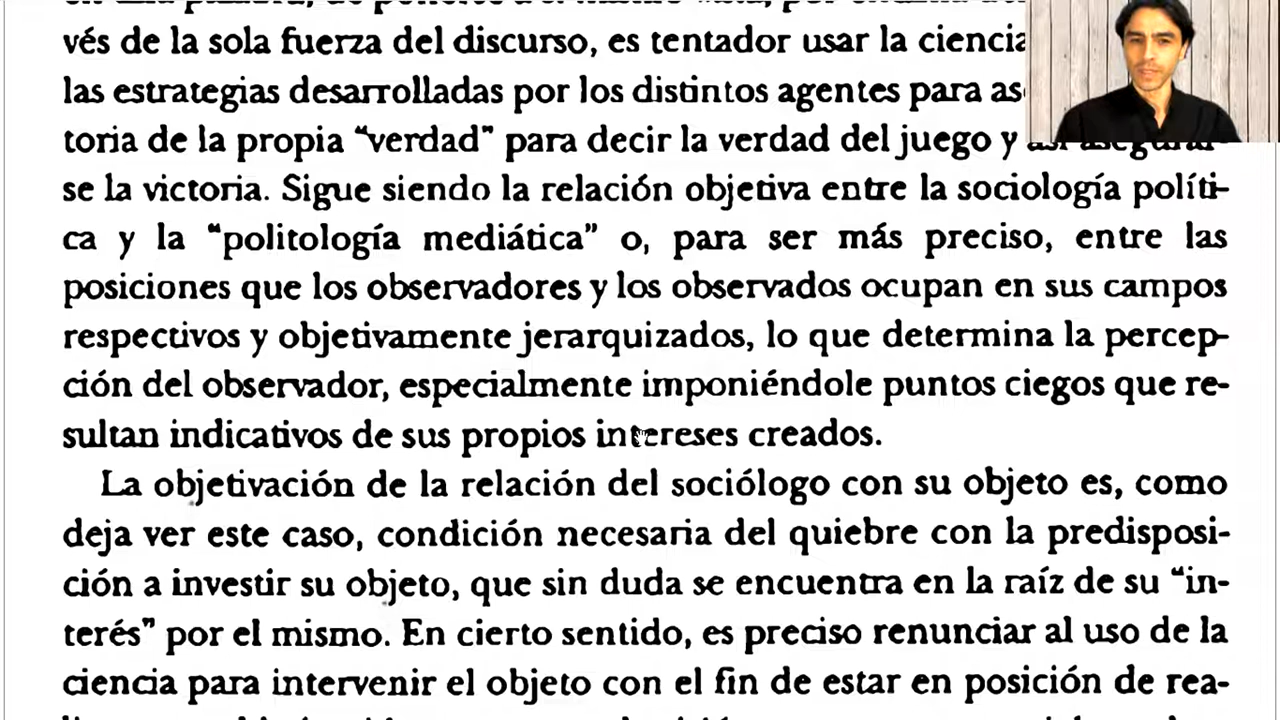 vés de la sola fuerza del discurso, es tentador usar la ciencia
las estrategias desarrolladas por los distintos agentes para
toria de la propia “verdad” para decir la verdad del juego y así asegurar-
se la victoria. Sigue siendo la relación objetiva entre la sociología políti-
ca y la “politología mediática” o, para ser más preciso, entre las
posiciones que los observadores y los observados ocupan en sus campos
respectivos y objetivamente jerarquizados, lo que determina la percep-
ción del observador, especialmente imponiéndole puntos ciegos que re-
sultan indicativos de sus propios intereses creados.
La objetivación de la relación del sociólogo con su objeto es, como
deja ver este caso, condición necesaria del quiebre con la predisposi-
ción a investir su objeto, que sin duda se encuentra en la raíz de su “in-
terés” por el mismo. En cierto sentido, es preciso renunciar al uso de la
ciencia para intervenir el objeto con el fin de estar en posición de rea-